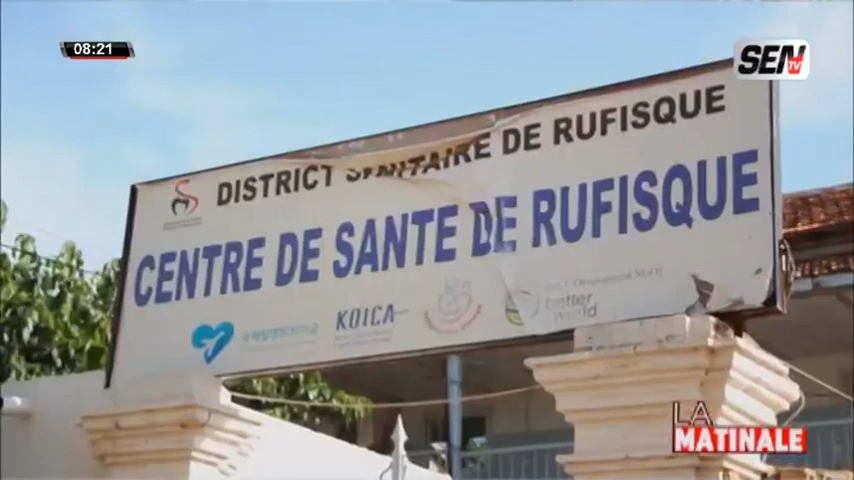 08:21
SEN
TV
DISTRICT SANITAIRE DE RUFISQUE
CENTRE DE SANTE DE RUFISQUE
KOICA
better
world
LA
MATINALE